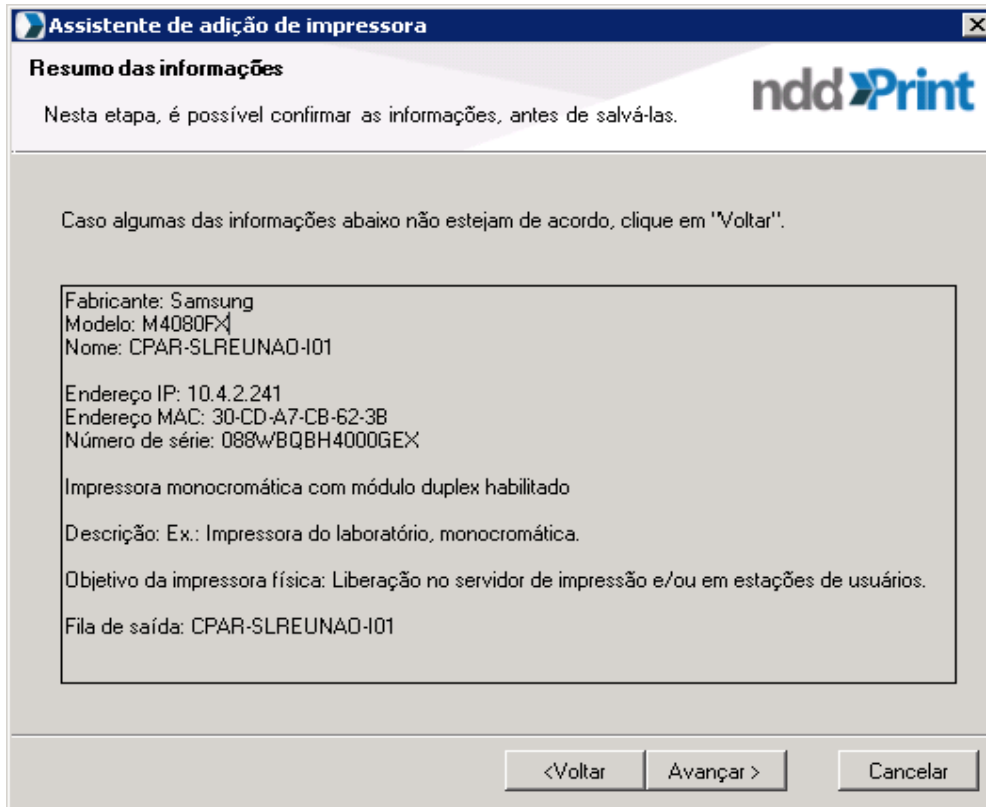 Assistente de adição de impressora
Resumo das informações
Nesta etapa, é possível confirmar as informações, antes de salvá-las.
ndd Print
Caso algumas das informações abaixo não estejam de acordo, clique em "Voltar".
Fabricante: Samsung
Modelo: M4080FX
Nome: CPAR-SLREUNAO-I01
Endereço IP: 10.4.2.241
Endereço MAC: 30-CD-A7-CB-62-3B
Número de série: 088WBQBH4000GEX
Impressora monocromática com módulo duplex habilitado
Descrição: Ex.: Impressora do laboratório, monocromática.
Objetivo da impressora física: Liberação no servidor de impressão e/ou em estações de usuários.
Fila de saída: CPAR-SLREUNAO-I01
<Voltar
Avançar >
Cancelar